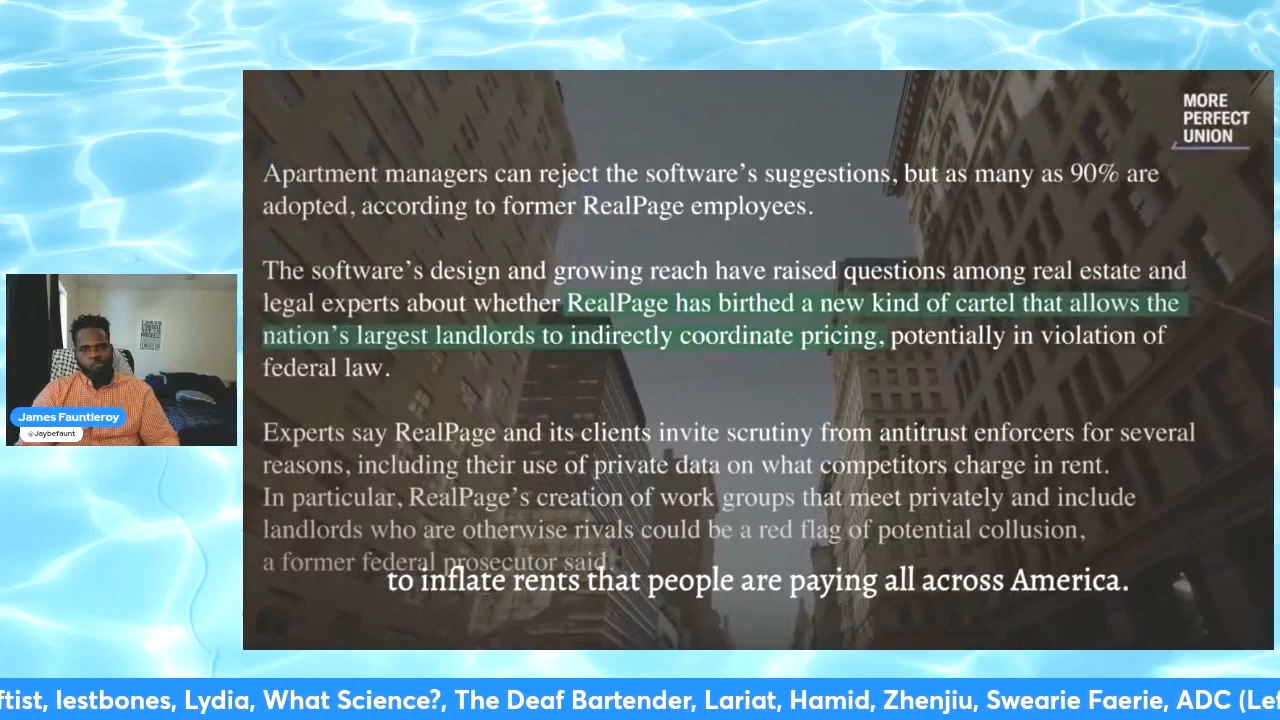 MORE
PERFECT
UNION
Apartment managers can reject the software's suggestions, but as many as 90% are
adopted, according to former RealPage employees.
The software's design and growing reach have raised questions among real estate and
legal experts about whether RealPage has birthed a new kind of cartel that allows the
nation's largest landlords to indirectly coordinate pricing, potentially in violation of
federal law.
Experts say RealPage and its clients invite scrutiny from antitrust enforcers for several
reasons, including their use of private data on what competitors charge in rent.
In particular, RealPage's creation of work groups that meet privately and include
landlords who are otherwise rivals could be a red flag of potential collusion,
a former federal prosecutor said.
to inflate rents that people are paying all across America.
James Fauntleroy
@Jaybefaunt
ftist, Iestbones, Lydia, What Science?, The Deaf Bartender, Lariat, Hamid, Zhenjiu, Swearie Faerie, ADC (Lef